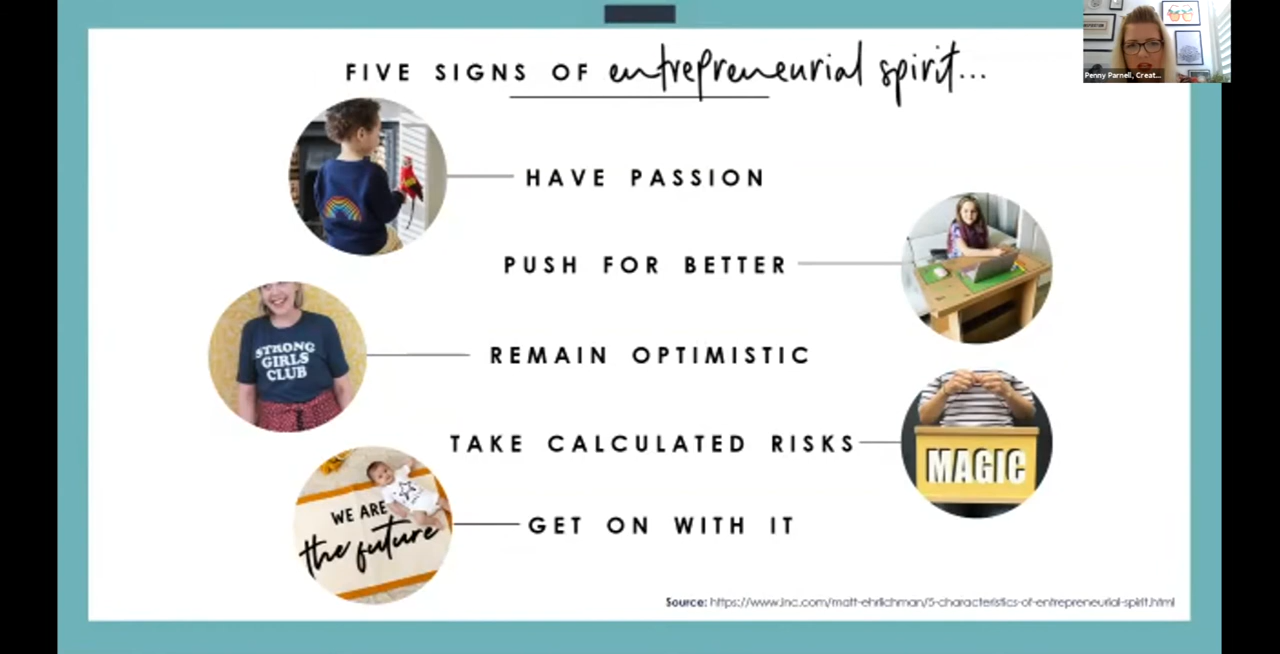 FIVE SIGNS OF entrepreneurial spirit...
HAVE PASSION
PUSH FOR BETTER
STRONG
GIRLS
CLUB
REMAIN OPTIMISTIC
TAKE CALCULATED RISKS
MAGIC
WE ARE
the future
GET ON WITH IT
Source: https://www.inc.com/matt-ehrlichman/5-characteristics-of-entrepreneurial-spirit.html
Penny Parnell, Creat...